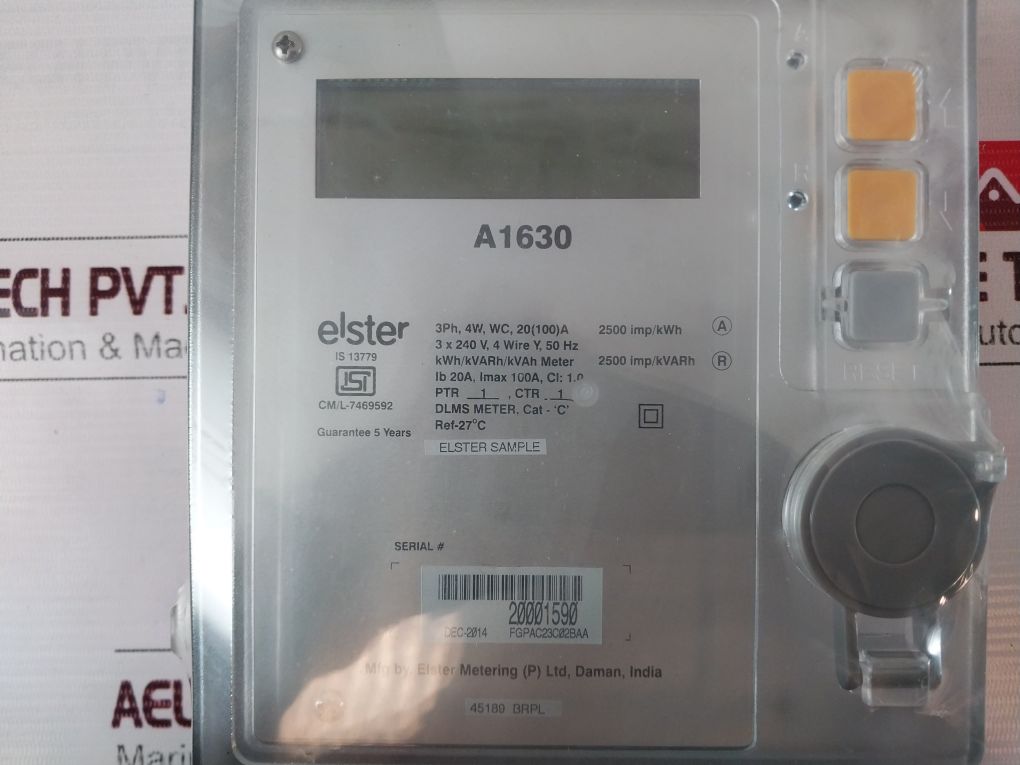 A
R
A1630
elster
IS 13779
ISI
CM/L-7469592
Guarantee 5 Years
3Ph, 4W, WC, 20(100)A
3 x 240 V, 4 Wire Y, 50 Hz
kWh/kVARh/kVAh Meter
Ib 20A, Imax 100A, Cl: 1.0
PTR 1 , CTR 1
DLMS METER, Cat - 'C'
Ref-27°C
2500 imp/kWh A
2500 imp/kVARh R
ELSTER SAMPLE
RESET
SERIAL #
20001590
DEC-2014 FGPAC23C02BAA
Mfg by. Elster Metering (P) Ltd, Daman, India
45189 BRPL
ECH PVT.
& Ma